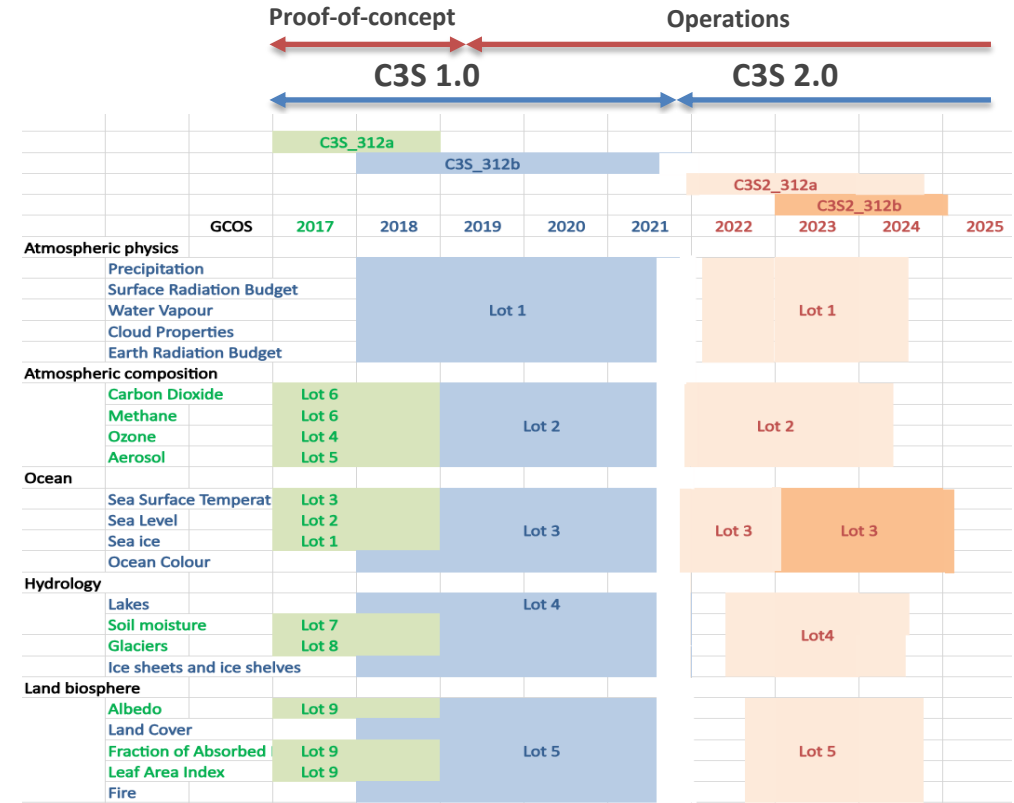 Proof-of-concept Operations
C3S 1.0 C3S 2.0
C3S_312a
C3S_312b
C3S2_312a
C3S2_312b
GCOS 2017 2018 2019 2020 2021 2022 2023 2024 2025
Atmospheric physics
Precipitation
Surface Radiation Budget
Water Vapour Lot 1 Lot 1
Cloud Properties
Earth Radiation Budget
Atmospheric composition
Carbon Dioxide Lot 6
Methane Lot 6
Lot 2 Lot 2
Ozone Lot 4
Aerosol Lot 5
Ocean
Sea Surface Temperat Lot 3
Sea Level Lot 2
Lot 3 Lot 3 Lot 3
Sea ice Lot 1
Ocean Colour
Hydrology
Lakes Lot 4
Soil moisture Lot 7
Lot4
Glaciers Lot 8
Ice sheets and ice shelves
Land biosphere
Albedo Lot 9
Land Cover
Fraction of Absorbed Lot 9 Lot 5 Lot 5
Leaf Area Index Lot 9
Fire